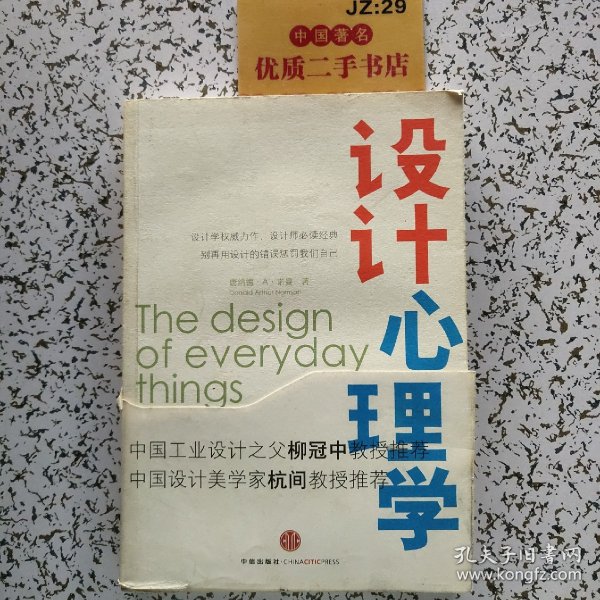 JZ:29
中国著名
优质二手书店
设计心理学
设计学权威力作,设计师必读经典
别再用设计的错误惩罚我们自己
唐纳德·A·诺曼 著
Donald Arthur Norman
The design
of everyday
things
中国工业设计之父柳冠中教授推荐
中国设计美学家杭间教授推荐
中信出版社·CHINACITICPRESS
孔夫子旧书网
www.kongfz.com